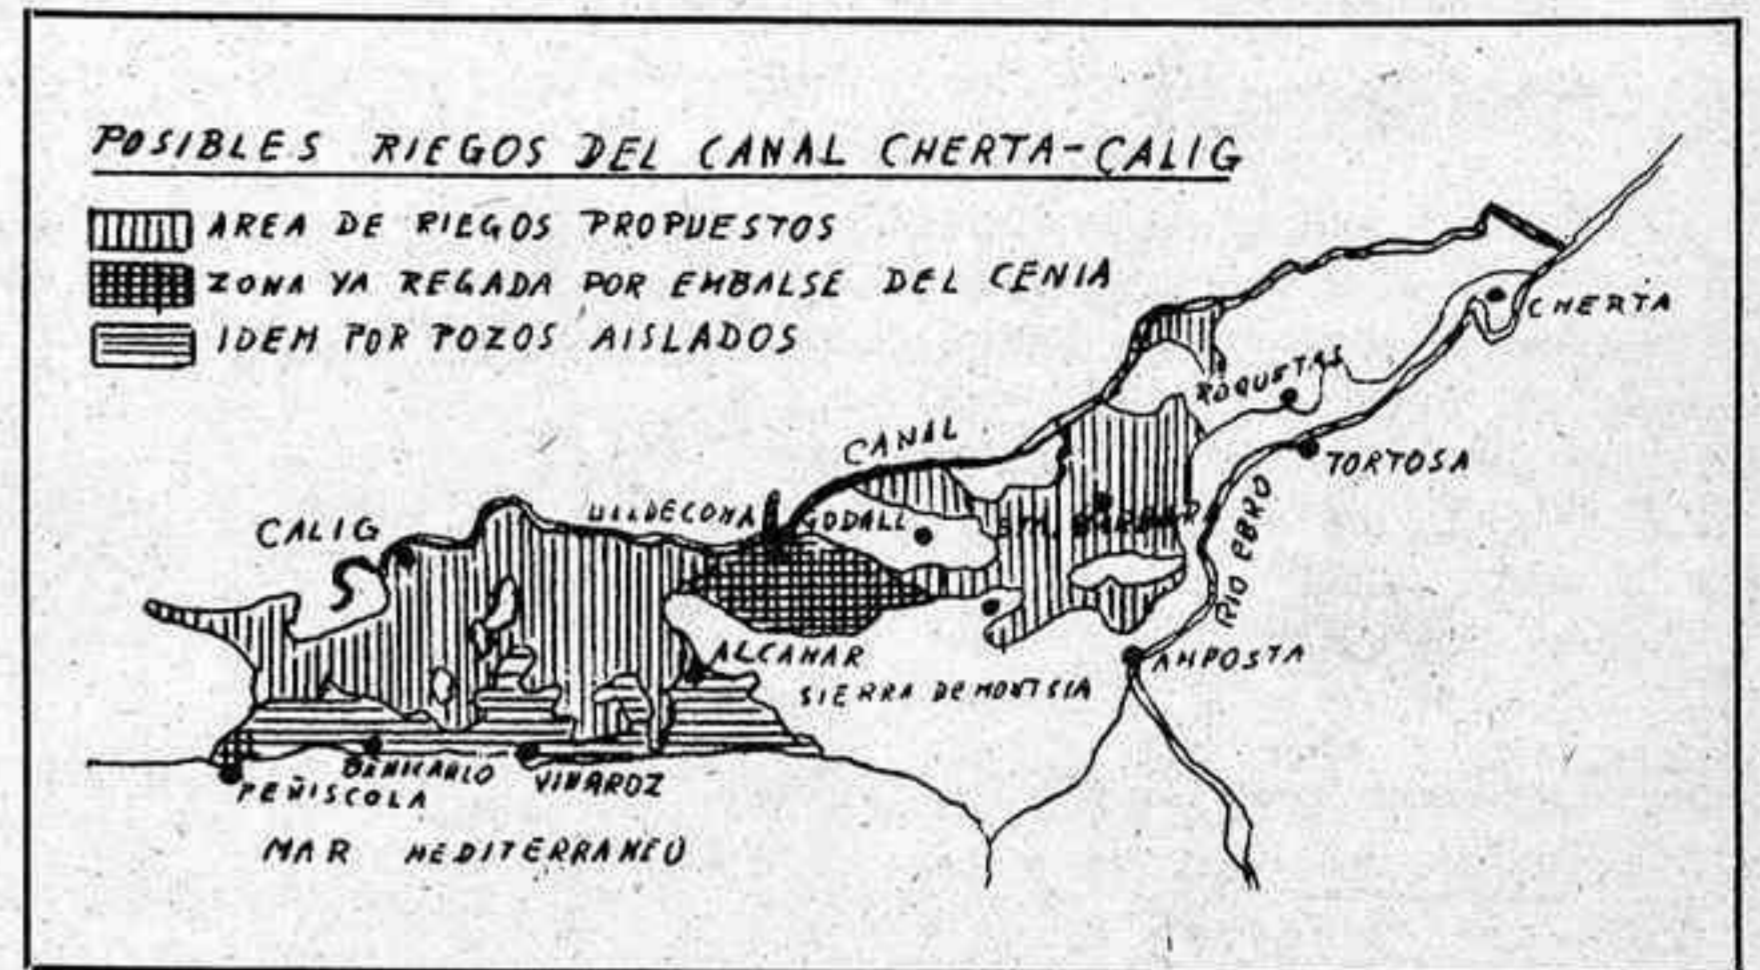 POSIBLES RIEGOS DEL CANAL CHERTA-CALIG
AREA DE RIEGOS PROPUESTOS
ZONA YA REGADA POR EMBALSE DEL CENIA
IDEM POR POZOS AISLADOS
CHERTA
ROQUETAS
CANAL
TORTOSA
ULLDECONA
GODALL
STA. BARBARA
CALIG
RIO EBRO
ALCANAR
AMPOSTA
SIERRA DE MONTSIA
BENICARLO
VINAROZ
PEÑISCOLA
MAR MEDITERRANEO